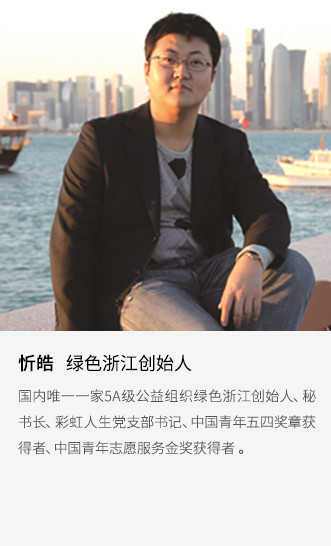 忻皓 绿色浙江创始人
国内唯一一家5A级公益组织绿色浙江创始人、秘
书长、彩虹人生党支部书记、中国青年五四奖章获
得者、中国青年志愿服务金奖获得者 。